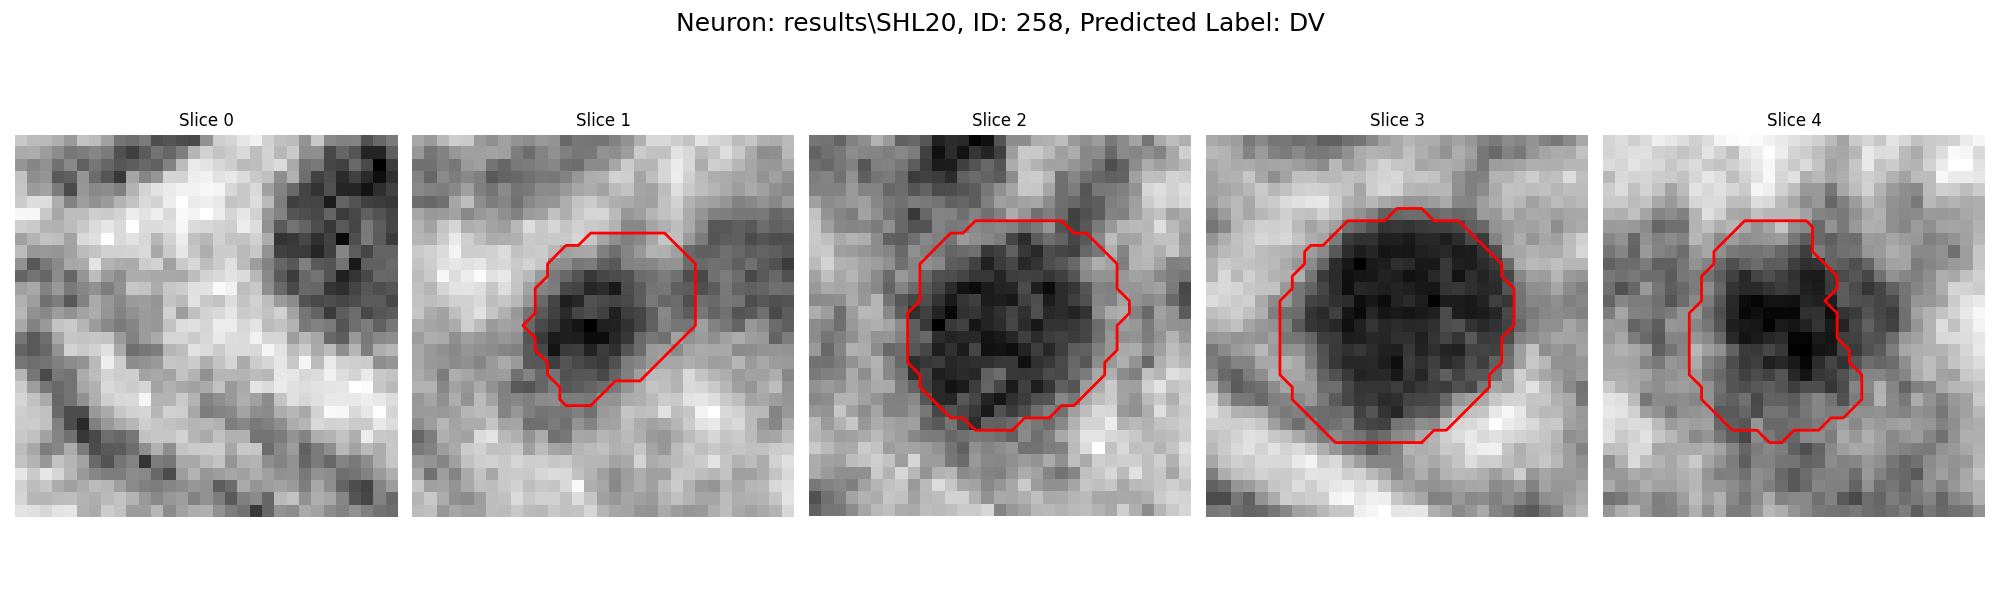 Neuron: results\SHL20, ID: 258, Predicted Label: DV
Slice 0
Slice 1
Slice 2
Slice 3
Slice 4